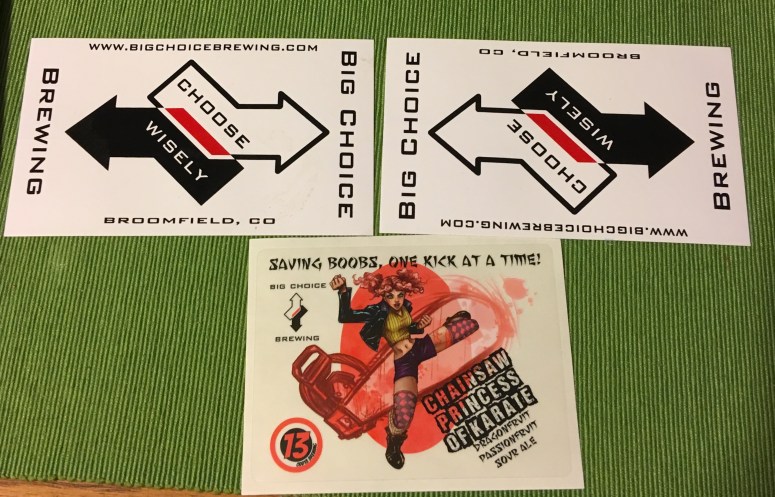 WWW.BIGCHOICEBREWING.COM
BREWING
CHOOSE
WISELY
BIG CHOICE
BROOMFIELD, CO
BROOMFIELD, CO
BIG CHOICE
WISELY
CHOOSE
BREWING
WWW.BIGCHOICEBREWING.COM
SAVING BOOBS, ONE KICK AT A TIME!
BIG CHOICE
BREWING
CHAINSAW
PRINCESS
OF KARATE
DRAGONFRUIT
PASSIONFRUIT
SOUR ALE
13